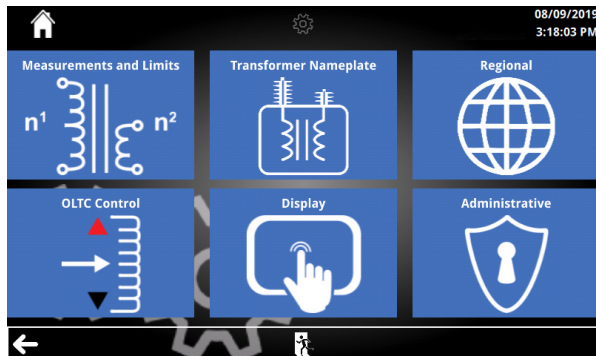 08/09/2019
3:18:03 PM
Measurements and Limits
Transformer Nameplate
Regional
n¹ n²
OLTC Control
Display
Administrative